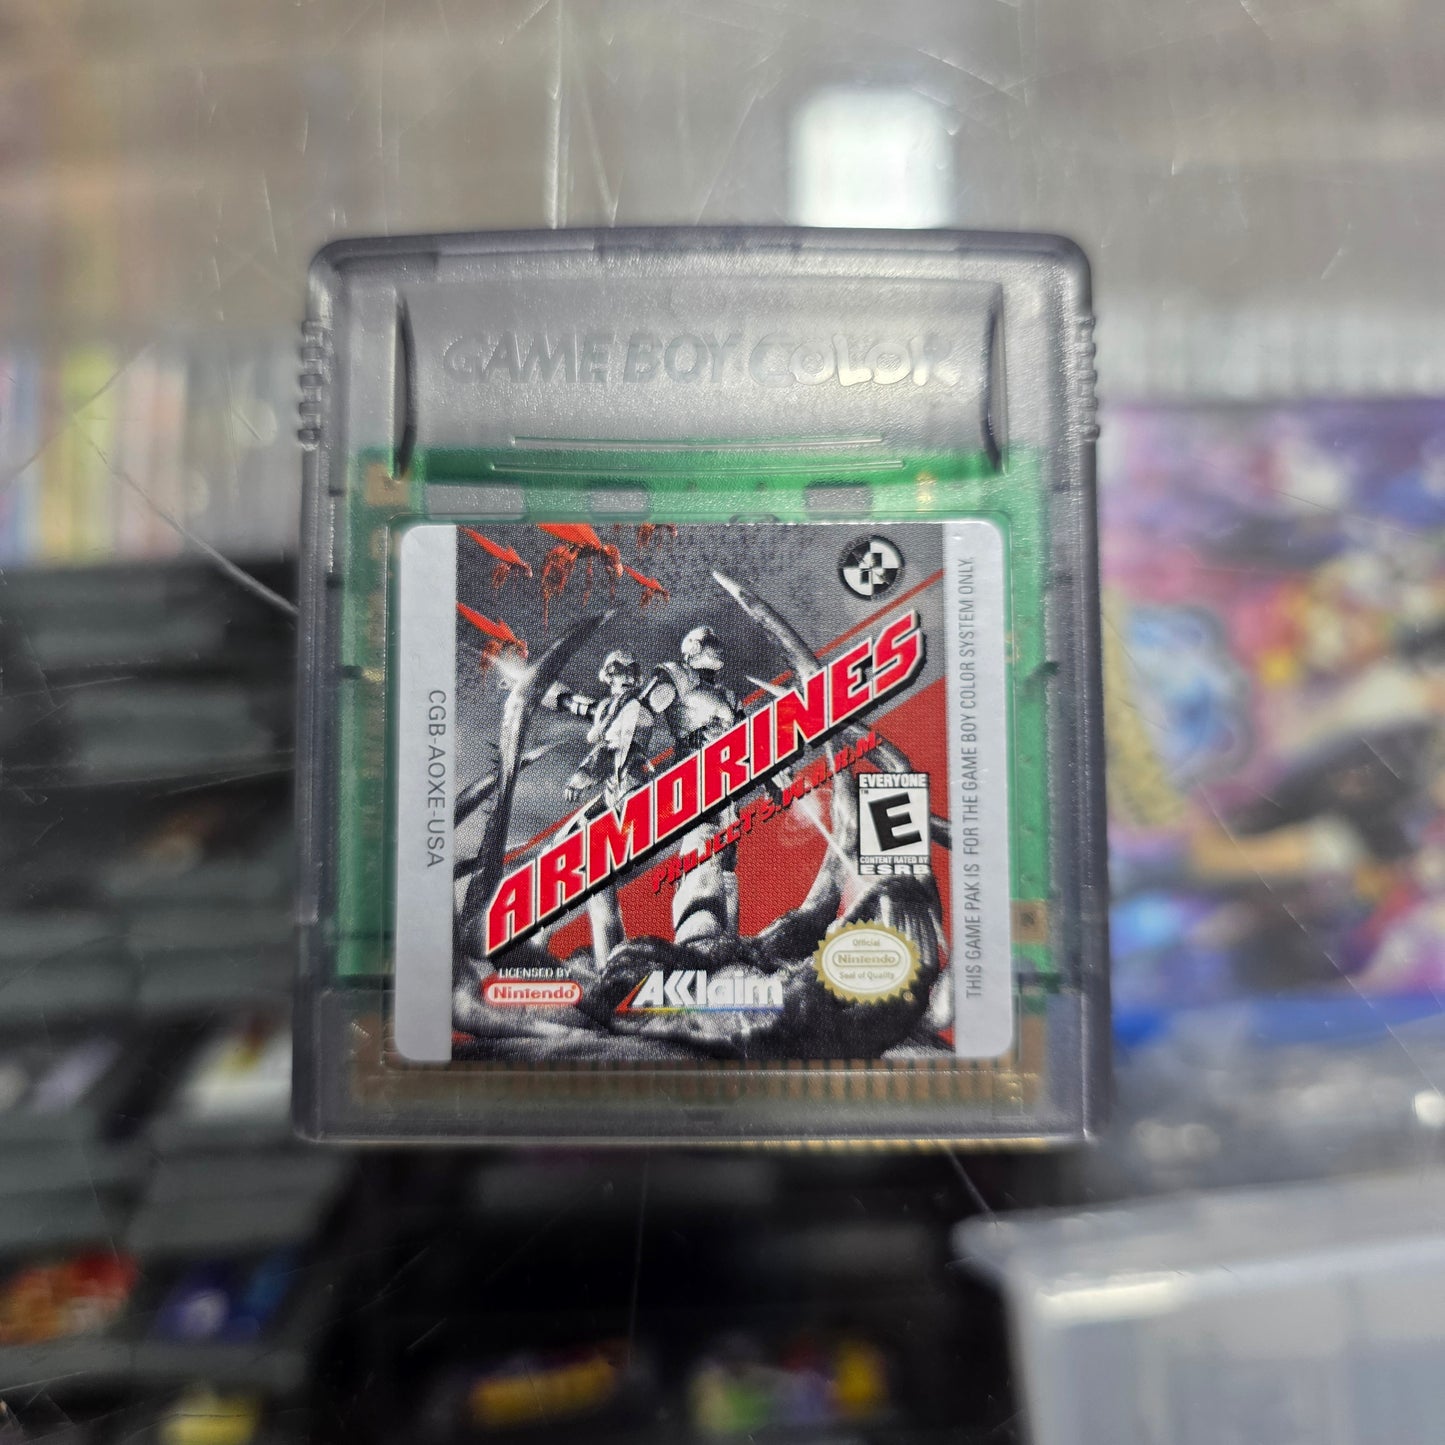 GAME BOY COLOR
CGB-AOXE-USA
ARMORINES
PROJECT S.W.A.R.M.
EVERYONE
E
CONTENT RATED BY
ESRB
LICENSED BY
Nintendo
AKKlaim
Official
Nintendo
Seal of Quality
THIS GAME PAK IS FOR THE GAME BOY COLOR SYSTEM ONLY.